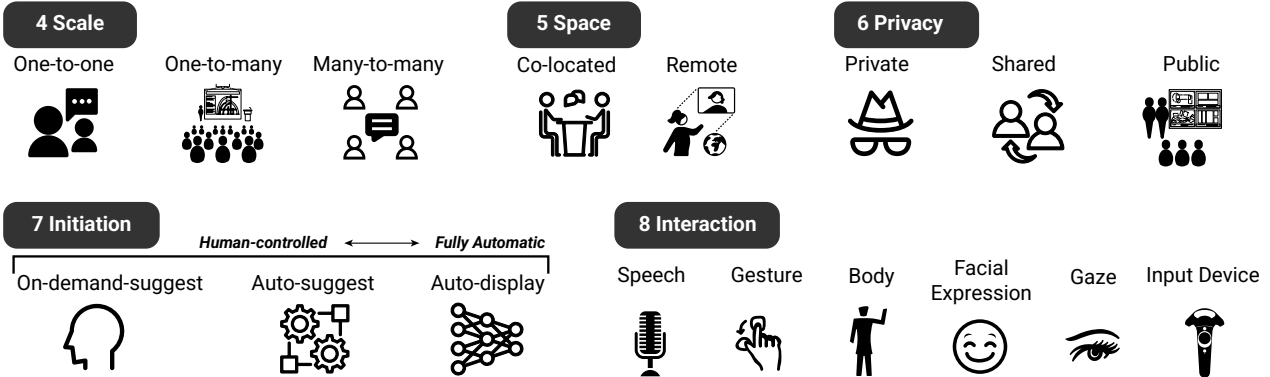 4 Scale
One-to-one
One-to-many
Many-to-many
5 Space
Co-located
Remote
6 Privacy
Private
Shared
Public
7 Initiation
Human-controlled
Fully Automatic
On-demand-suggest
Auto-suggest
Auto-display
8 Interaction
Speech
Gesture
Body
Facial
Expression
Gaze
Input Device